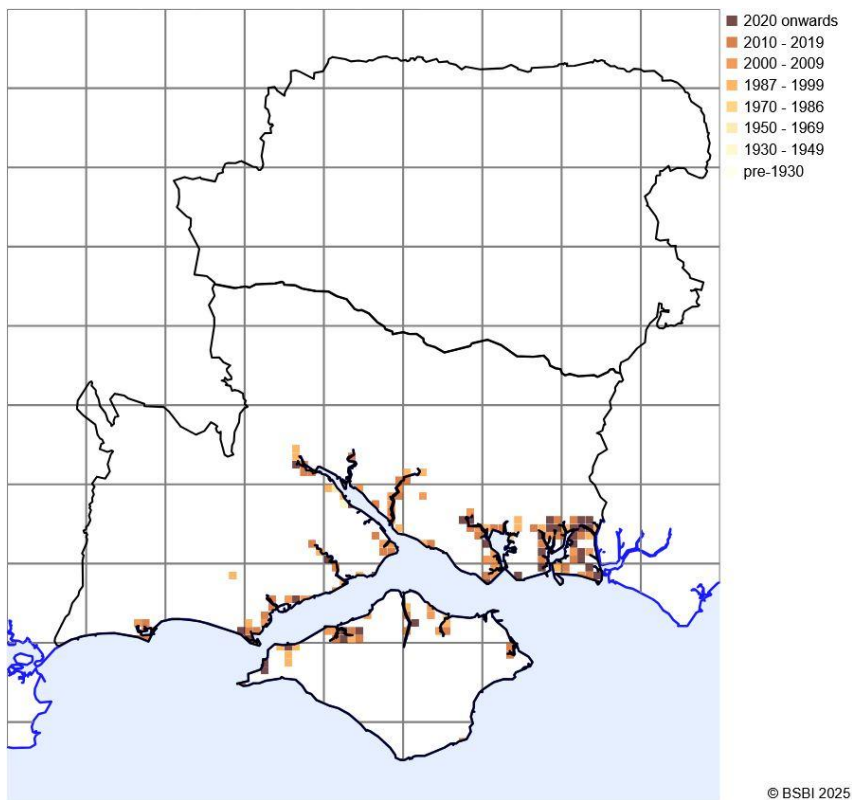 2020 onwards
2010 - 2019
2000 - 2009
1987 - 1999
1970 - 1986
1950 - 1969
1930 - 1949
pre-1930
© BSBI 2025